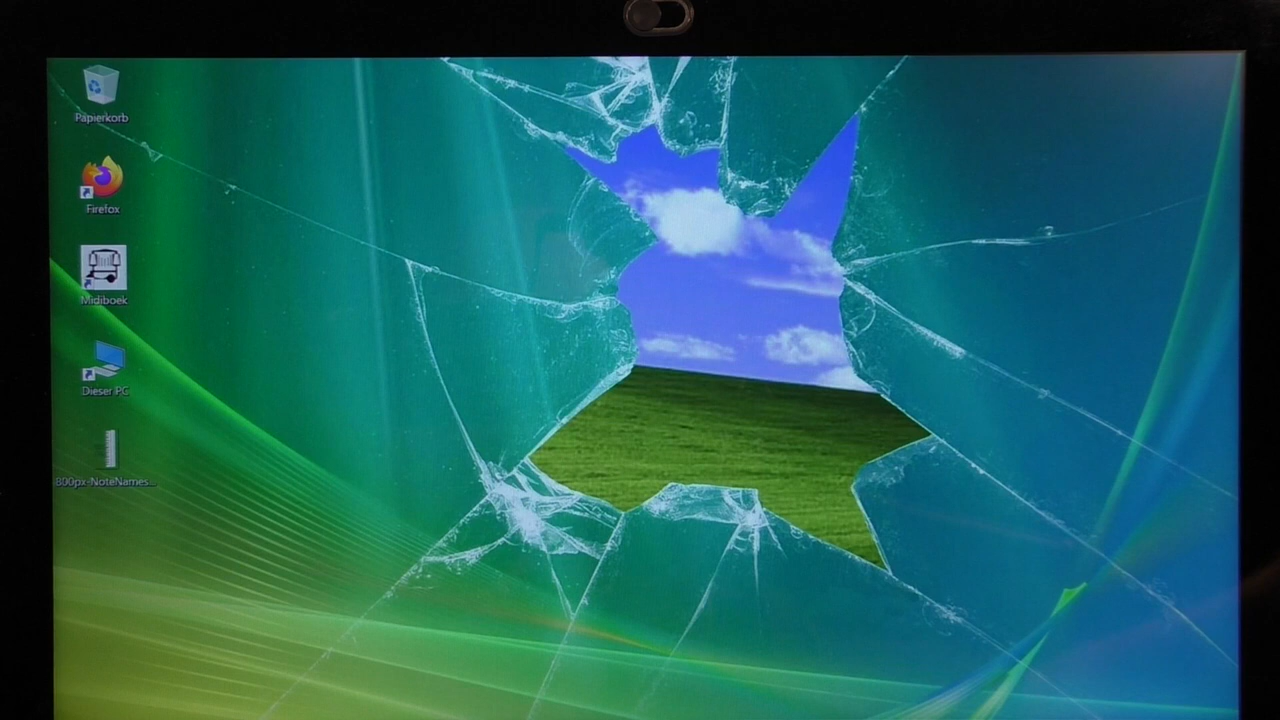 Papierkorb
Firefox
Midiboek
Dieser PC
800px-NoteNames...